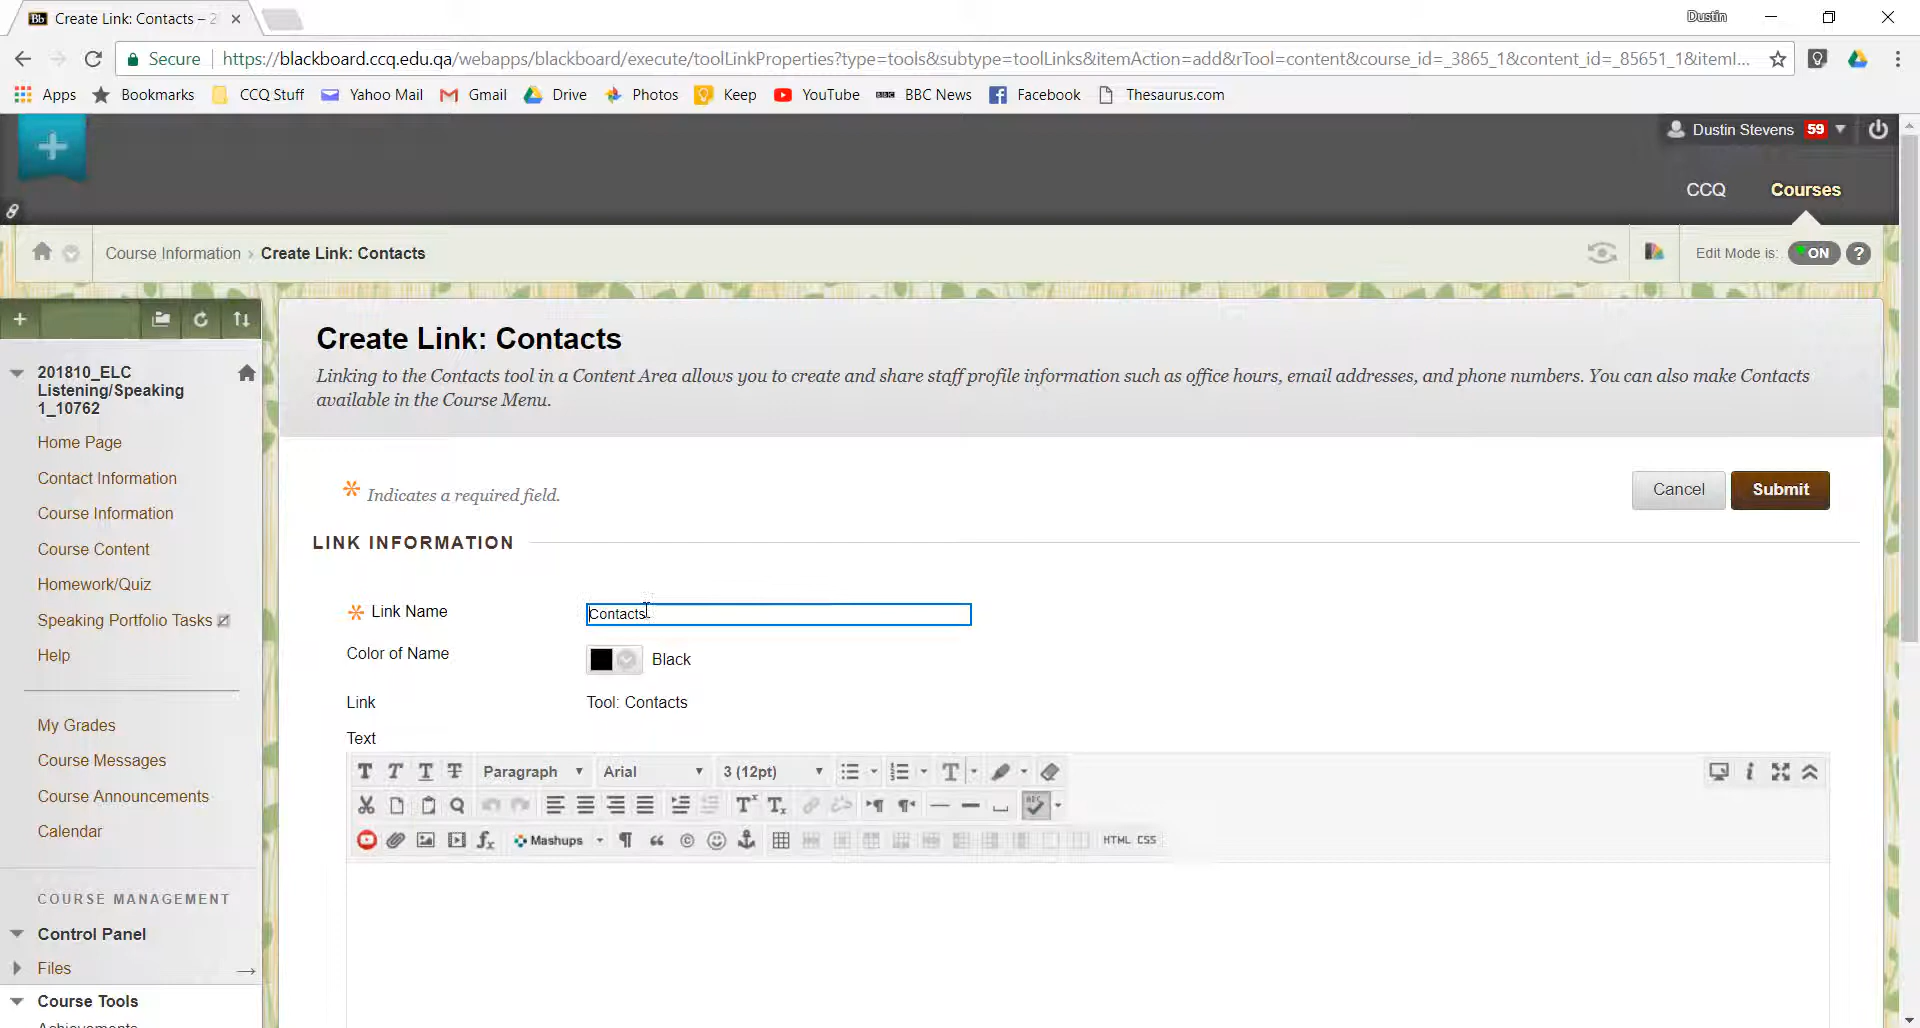 Create Link: Contacts – 2
Dustin
Secure
https://blackboard.ccq.edu.qa/webapps/blackboard/execute/toolLinkProperties?type=tools&subtype=toolLinks&itemAction=add&rTool=content&course_id=_3865_1&content_id=_85651_1&itemI...
Apps Bookmarks CCQ Stuff Yahoo Mail Gmail Drive Photos Keep YouTube BBC News Facebook Thesaurus.com
Dustin Stevens 59
CCQ Courses
Course Information › Create Link: Contacts
Edit Mode is: ON ?
201810_ELC
Listening/Speaking
1_10762
Home Page
Contact Information
Course Information
Course Content
Homework/Quiz
Speaking Portfolio Tasks
Help
My Grades
Course Messages
Course Announcements
Calendar
COURSE MANAGEMENT
Control Panel
Files
Course Tools
Achievements
Create Link: Contacts
Linking to the Contacts tool in a Content Area allows you to create and share staff profile information such as office hours, email addresses, and phone numbers. You can also make Contacts
available in the Course Menu.
Indicates a required field.
Cancel Submit
LINK INFORMATION
Link Name Contacts
Color of Name Black
Link Tool: Contacts
Text
T T T T Paragraph Arial 3 (12pt)
ABC
Mashups HTML CSS